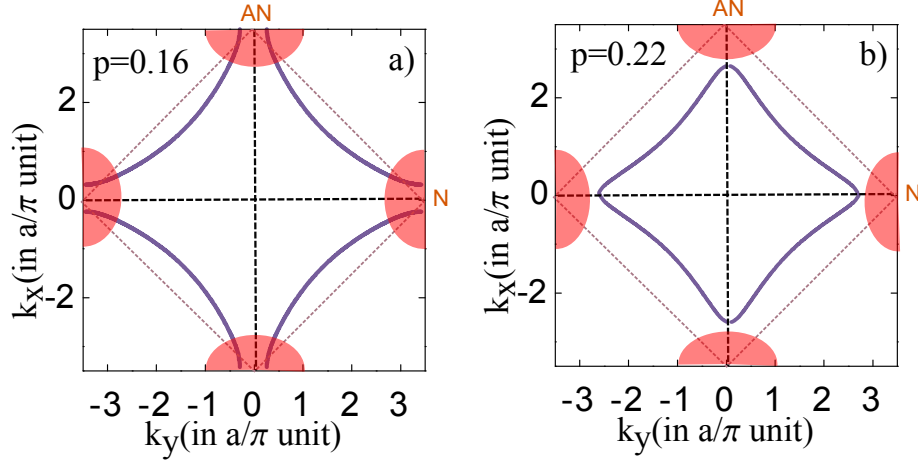 AN
p=0.16
a)
2
0
-2
N
-3 -2 -1 0 1 2 3
k_x(in a/π unit)
k_y(in a/π unit)
AN
p=0.22
b)
2
0
-2
N
-3 -2 -1 0 1 2 3
k_x(in a/π unit)
k_y(in a/π unit)